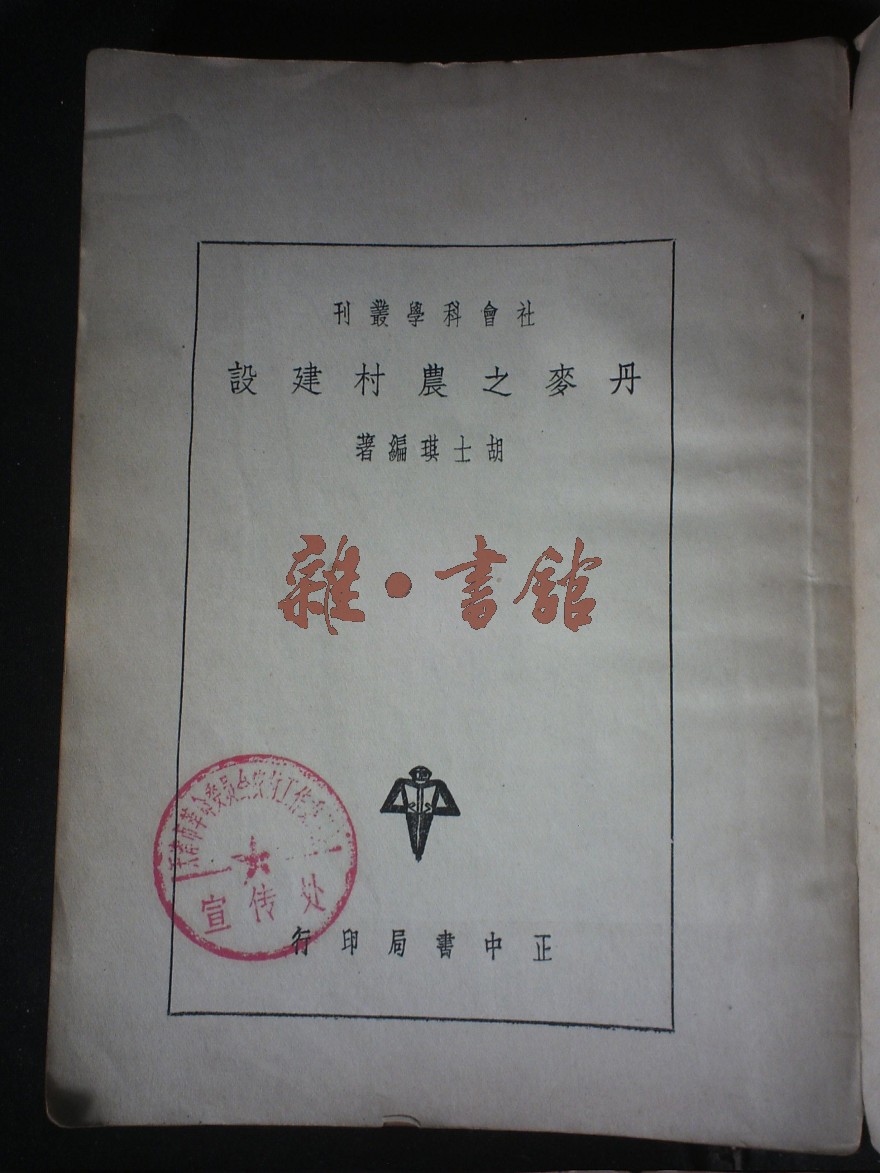 社會科學叢刊
丹麥之農村建設
胡士琪編著
雜·書館
宣传处
正中書局印行